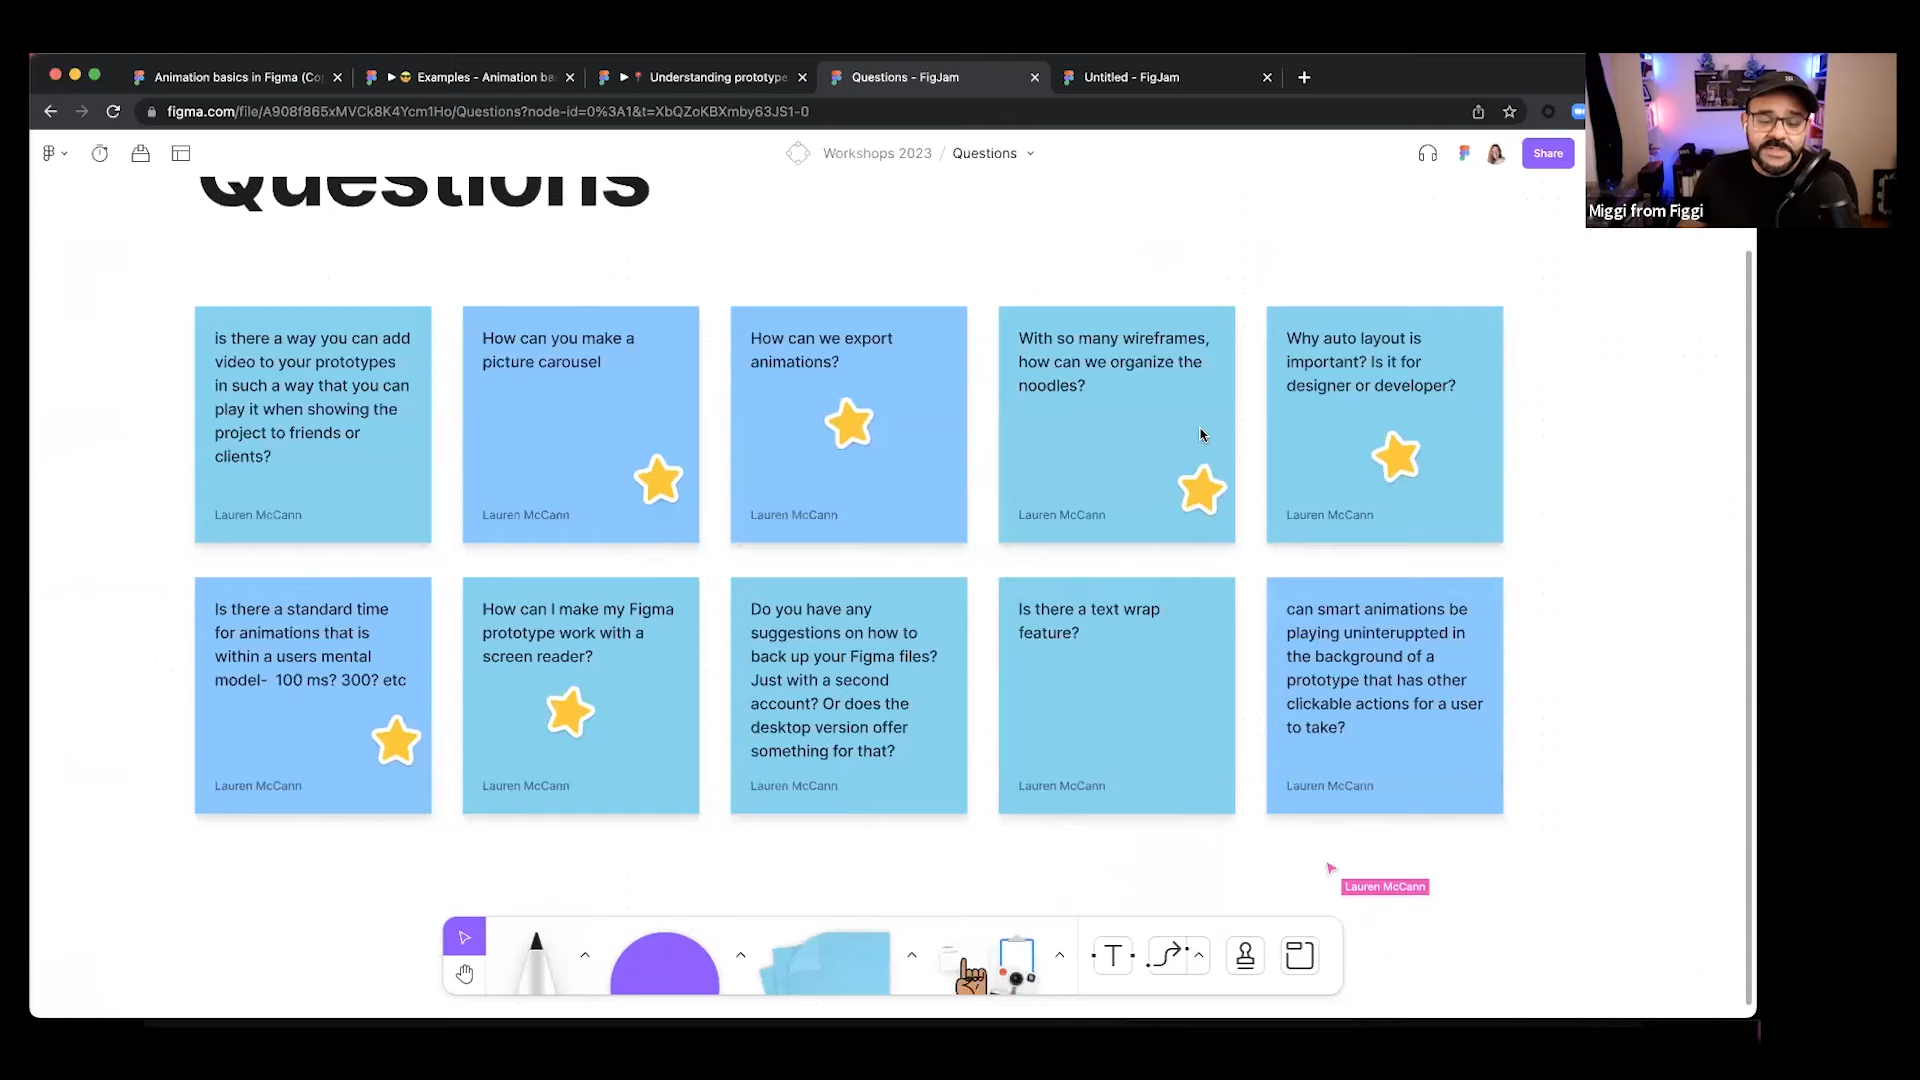 Animation basics in Figma (Co
Examples - Animation ba
Understanding prototype
Questions - FigJam
Untitled - FigJam
figma.com/file/A908f865xMVCk8K4Ycm1Ho/Questions?node-id=0%3A1&t=XbQZoKBXmby63JS1-0
Workshops 2023 / Questions
Share
Miggi from Figgi
Questions
is there a way you can add
video to your prototypes
in such a way that you can
play it when showing the
project to friends or
clients?
Lauren McCann
How can you make a
picture carousel
Lauren McCann
How can we export
animations?
Lauren McCann
With so many wireframes,
how can we organize the
noodles?
Lauren McCann
Why auto layout is
important? Is it for
designer or developer?
Lauren McCann
Is there a standard time
for animations that is
within a users mental
model- 100 ms? 300? etc
Lauren McCann
How can I make my Figma
prototype work with a
screen reader?
Lauren McCann
Do you have any
suggestions on how to
back up your Figma files?
Just with a second
account? Or does the
desktop version offer
something for that?
Lauren McCann
Is there a text wrap
feature?
Lauren McCann
can smart animations be
playing uninteruppted in
the background of a
prototype that has other
clickable actions for a user
to take?
Lauren McCann
Lauren McCann
T